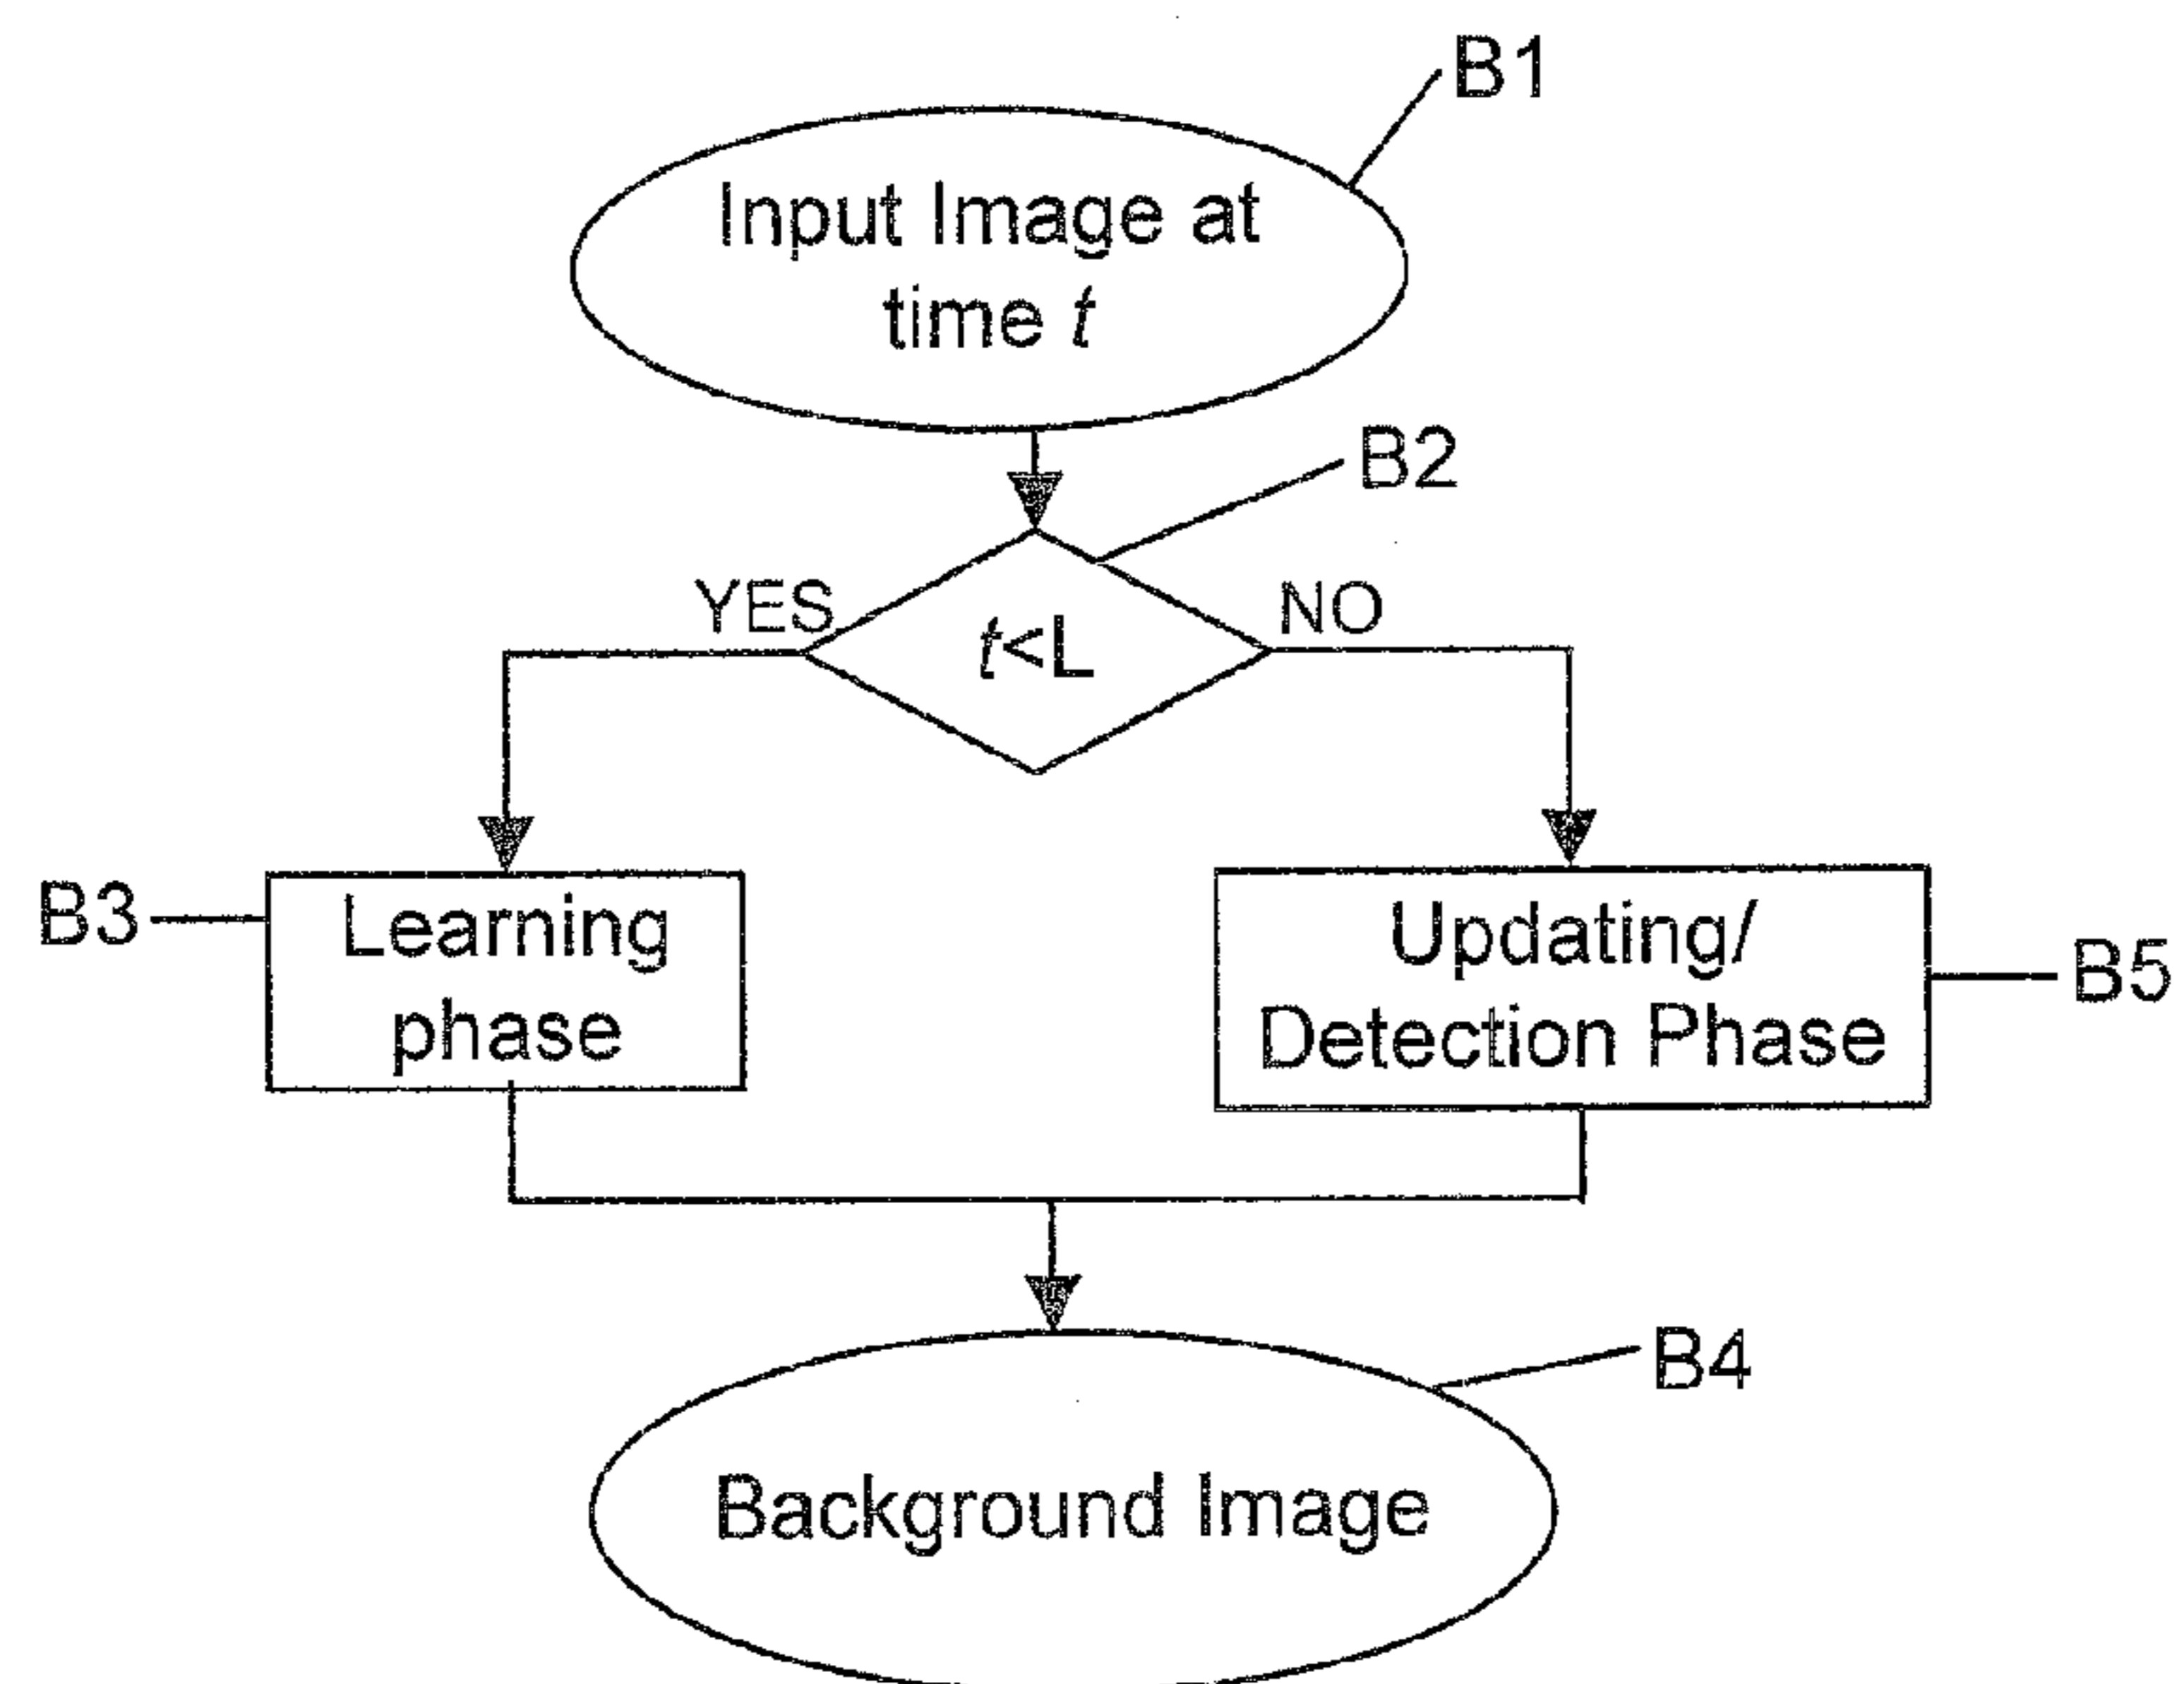 B1
Input Image at
time t
B2
YES
t<L
NO
B3
Learning
phase
Updating/
Detection Phase
B5
B4
Background Image